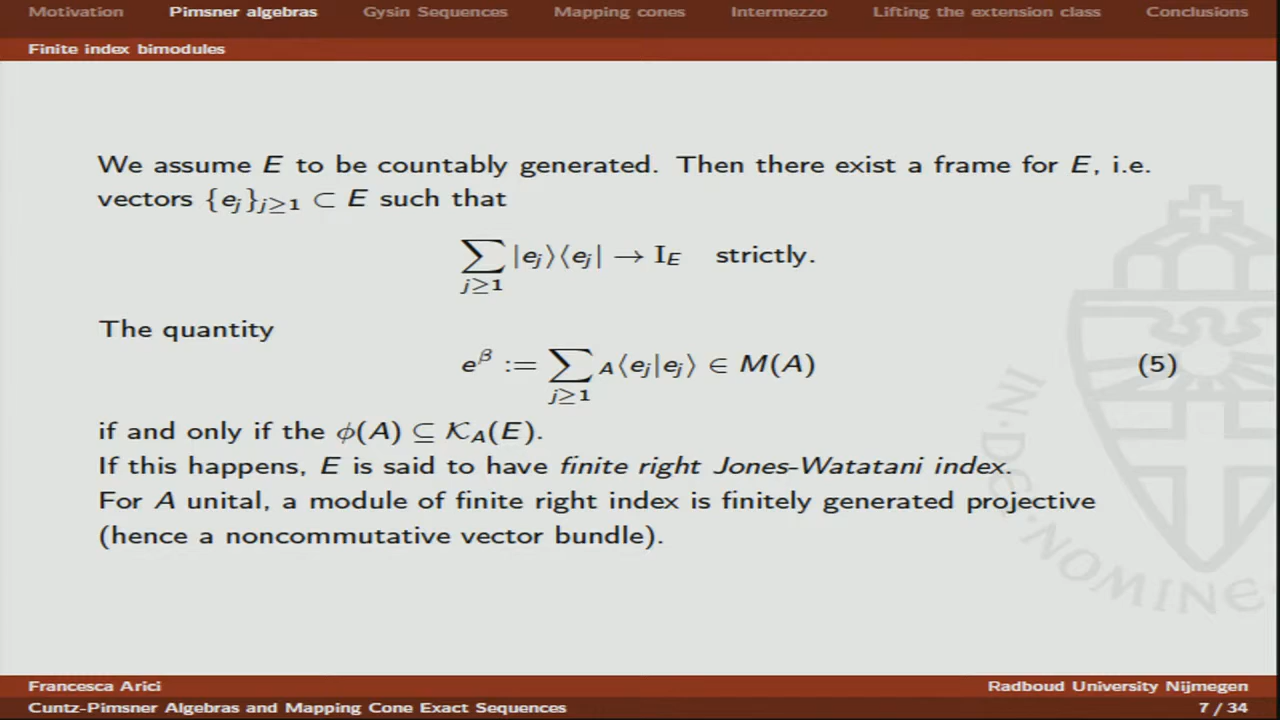 Motivation Pimsner algebras Gysin Sequences Mapping cones Intermezzo Lifting the extension class Conclusions
Finite index bimodules
We assume E to be countably generated. Then there exist a frame for E, i.e.
vectors {e_j}_{j≥1} ⊂ E such that
∑_{j≥1} |e_j⟩⟨e_j| → I_E strictly.
The quantity
e^β := ∑_{j≥1} _A⟨e_j|e_j⟩ ∈ M(A) (5)
if and only if the ϕ(A) ⊆ 𝒦_A(E).
If this happens, E is said to have finite right Jones-Watatani index.
For A unital, a module of finite right index is finitely generated projective
(hence a noncommutative vector bundle).
IN·DE·NOMINE·
Francesca Arici Radboud University Nijmegen
Cuntz-Pimsner Algebras and Mapping Cone Exact Sequences 7 / 34